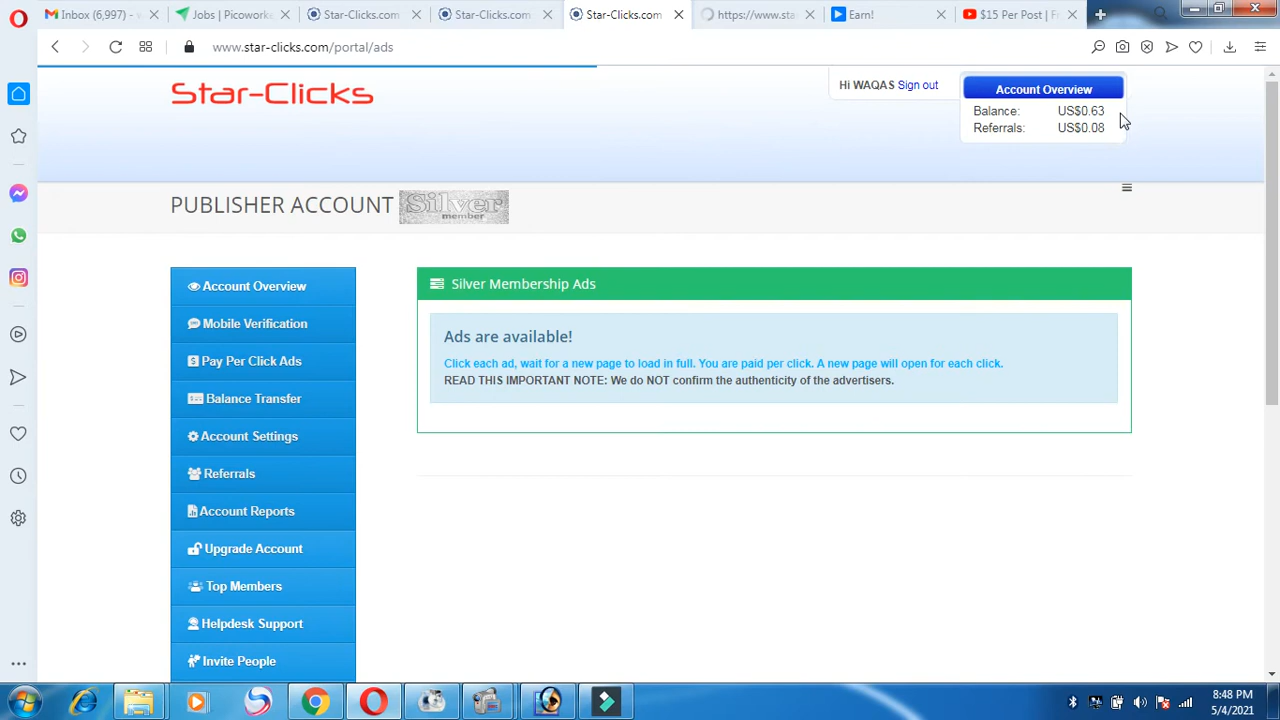 Inbox (6,997) -
Jobs | Picowork
Star-Clicks.com
Star-Clicks.com
Star-Clicks.com
https://www.sta
Earn!
$15 Per Post | F
www.star-clicks.com/portal/ads
Star-Clicks
Hi WAQAS Sign out
Account Overview
Balance: US$0.63
Referrals: US$0.08
PUBLISHER ACCOUNT Silver member
Account Overview
Mobile Verification
Pay Per Click Ads
Balance Transfer
Account Settings
Referrals
Account Reports
Upgrade Account
Top Members
Helpdesk Support
Invite People
Silver Membership Ads
Ads are available!
Click each ad, wait for a new page to load in full. You are paid per click. A new page will open for each click.
READ THIS IMPORTANT NOTE: We do NOT confirm the authenticity of the advertisers.
8:48 PM
5/4/2021